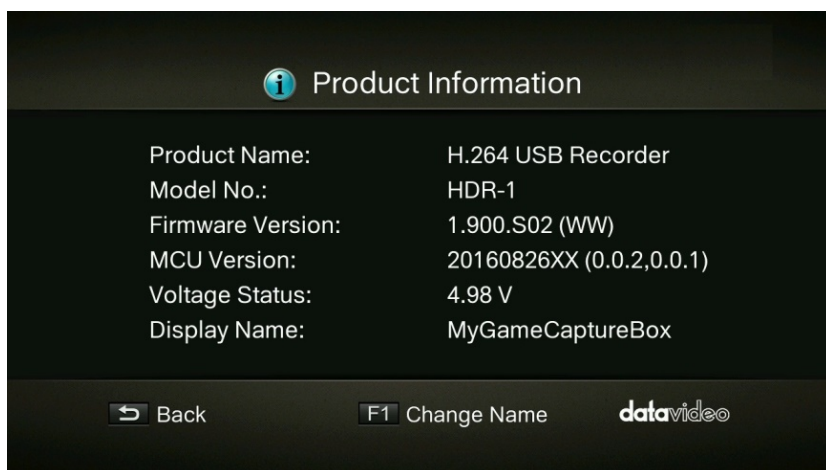 Product Information
Product Name: H.264 USB Recorder
Model No.: HDR-1
Firmware Version: 1.900.S02 (WW)
MCU Version: 20160826XX (0.0.2,0.0.1)
Voltage Status: 4.98 V
Display Name: MyGameCaptureBox
Back F1 Change Name datavideo